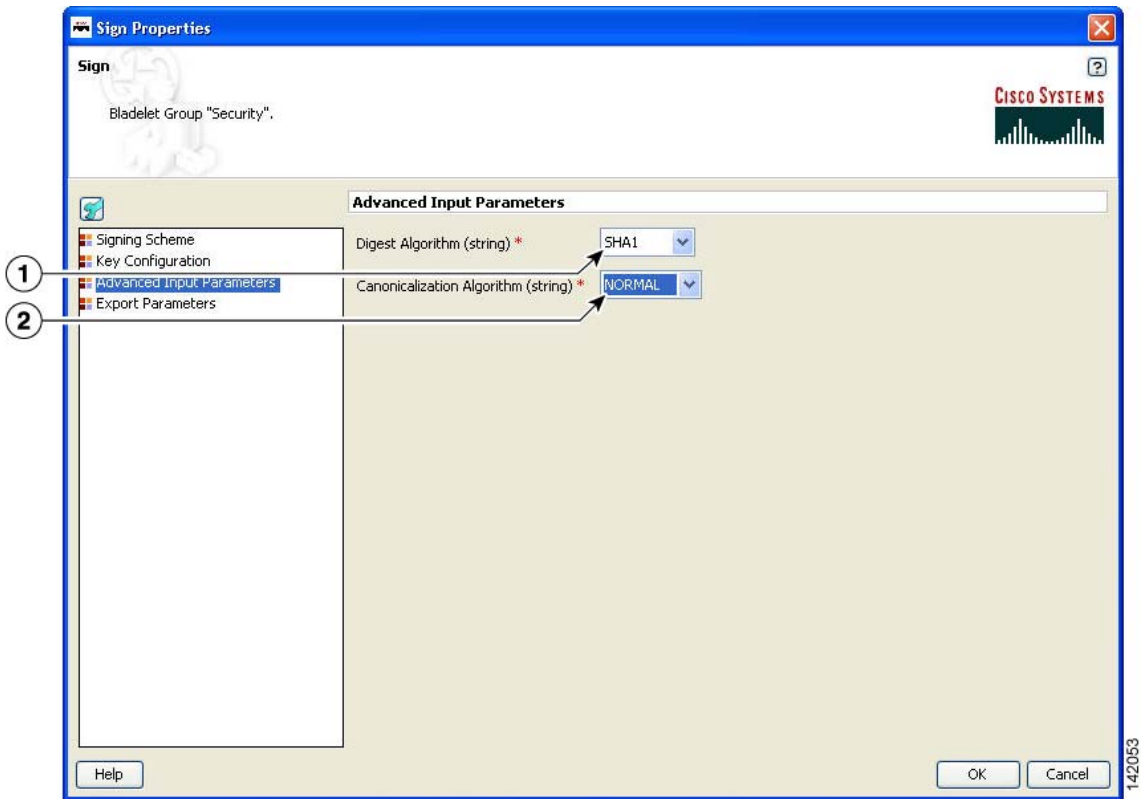 Sign Properties
Sign
?
Bladelet Group "Security".
CISCO SYSTEMS
Advanced Input Parameters
Signing Scheme
Key Configuration
Advanced Input Parameters
Export Parameters
Digest Algorithm (string) *
SHA1
Canonicalization Algorithm (string) *
NORMAL
1
2
Help
OK
Cancel
142053